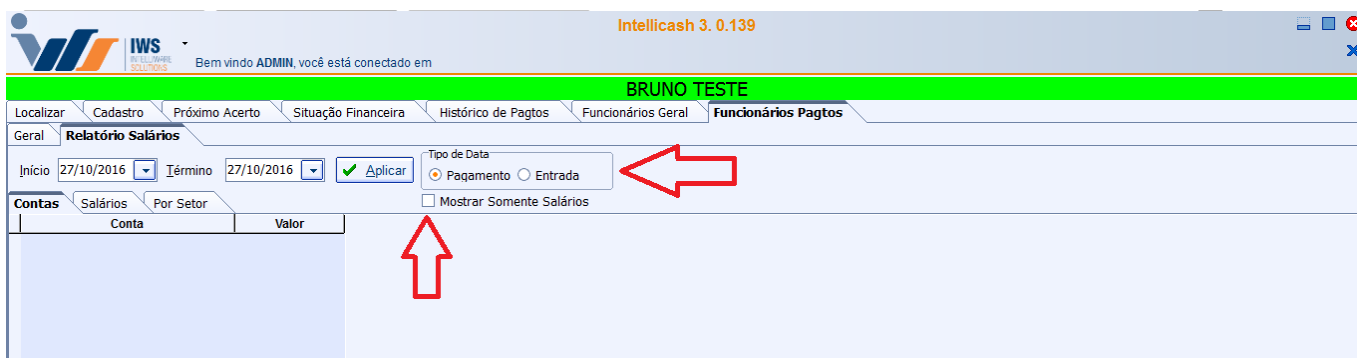 Intellicash 3. 0.139
IWS
INTELLIWARE
SOLUTIONS
Bem vindo ADMIN, você está conectado em
BRUNO TESTE
Localizar Cadastro Próximo Acerto Situação Financeira Histórico de Pagtos Funcionários Geral Funcionários Pagtos
Geral Relatório Salários
Tipo de Data
Início 27/10/2016 Término 27/10/2016 Aplicar Pagamento Entrada
Mostrar Somente Salários
Contas Salários Por Setor
Conta Valor